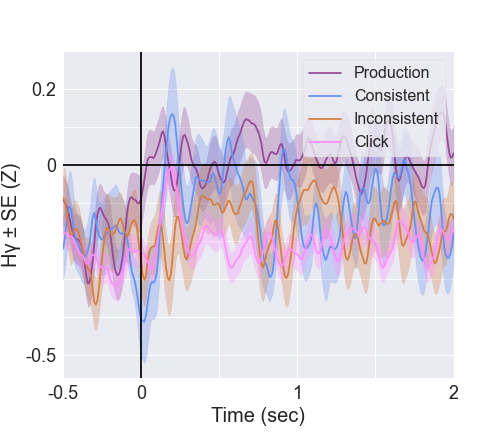 Production
Consistent
Inconsistent
Click
0.2
0
-0.5
Hγ ± SE (Z)
-0.5
0
1
2
Time (sec)